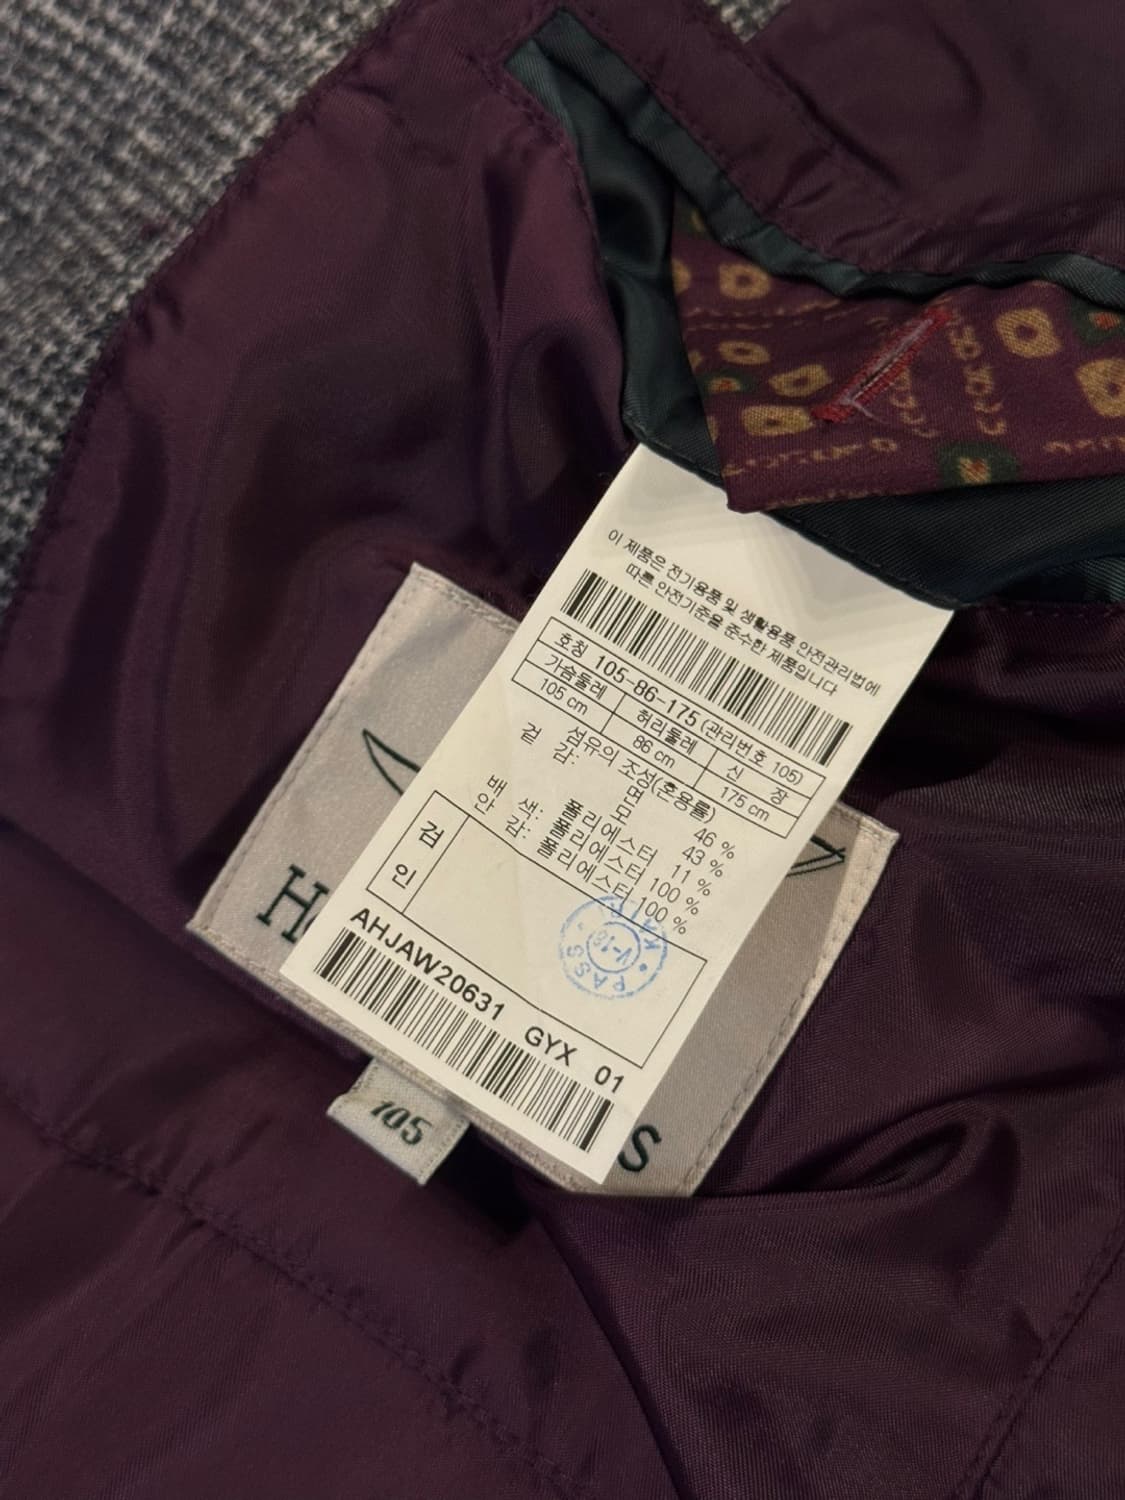 이 제품은 전기용품 및 생활용품 안전관리법에
따른 안전기준을 준수한 제품입니다
호칭 105-86-175 (관리번호 105)
가슴둘레 허리둘레 신 장
105 cm 86 cm 175 cm
섬유의 조성(혼용률)
겉 감: 면 46 %
모 43 %
폴리에스터 11 %
배 색: 폴리에스터 100 %
안 감: 폴리에스터 100 %
검 인
PASS
AHJAW20631 GYX 01
105